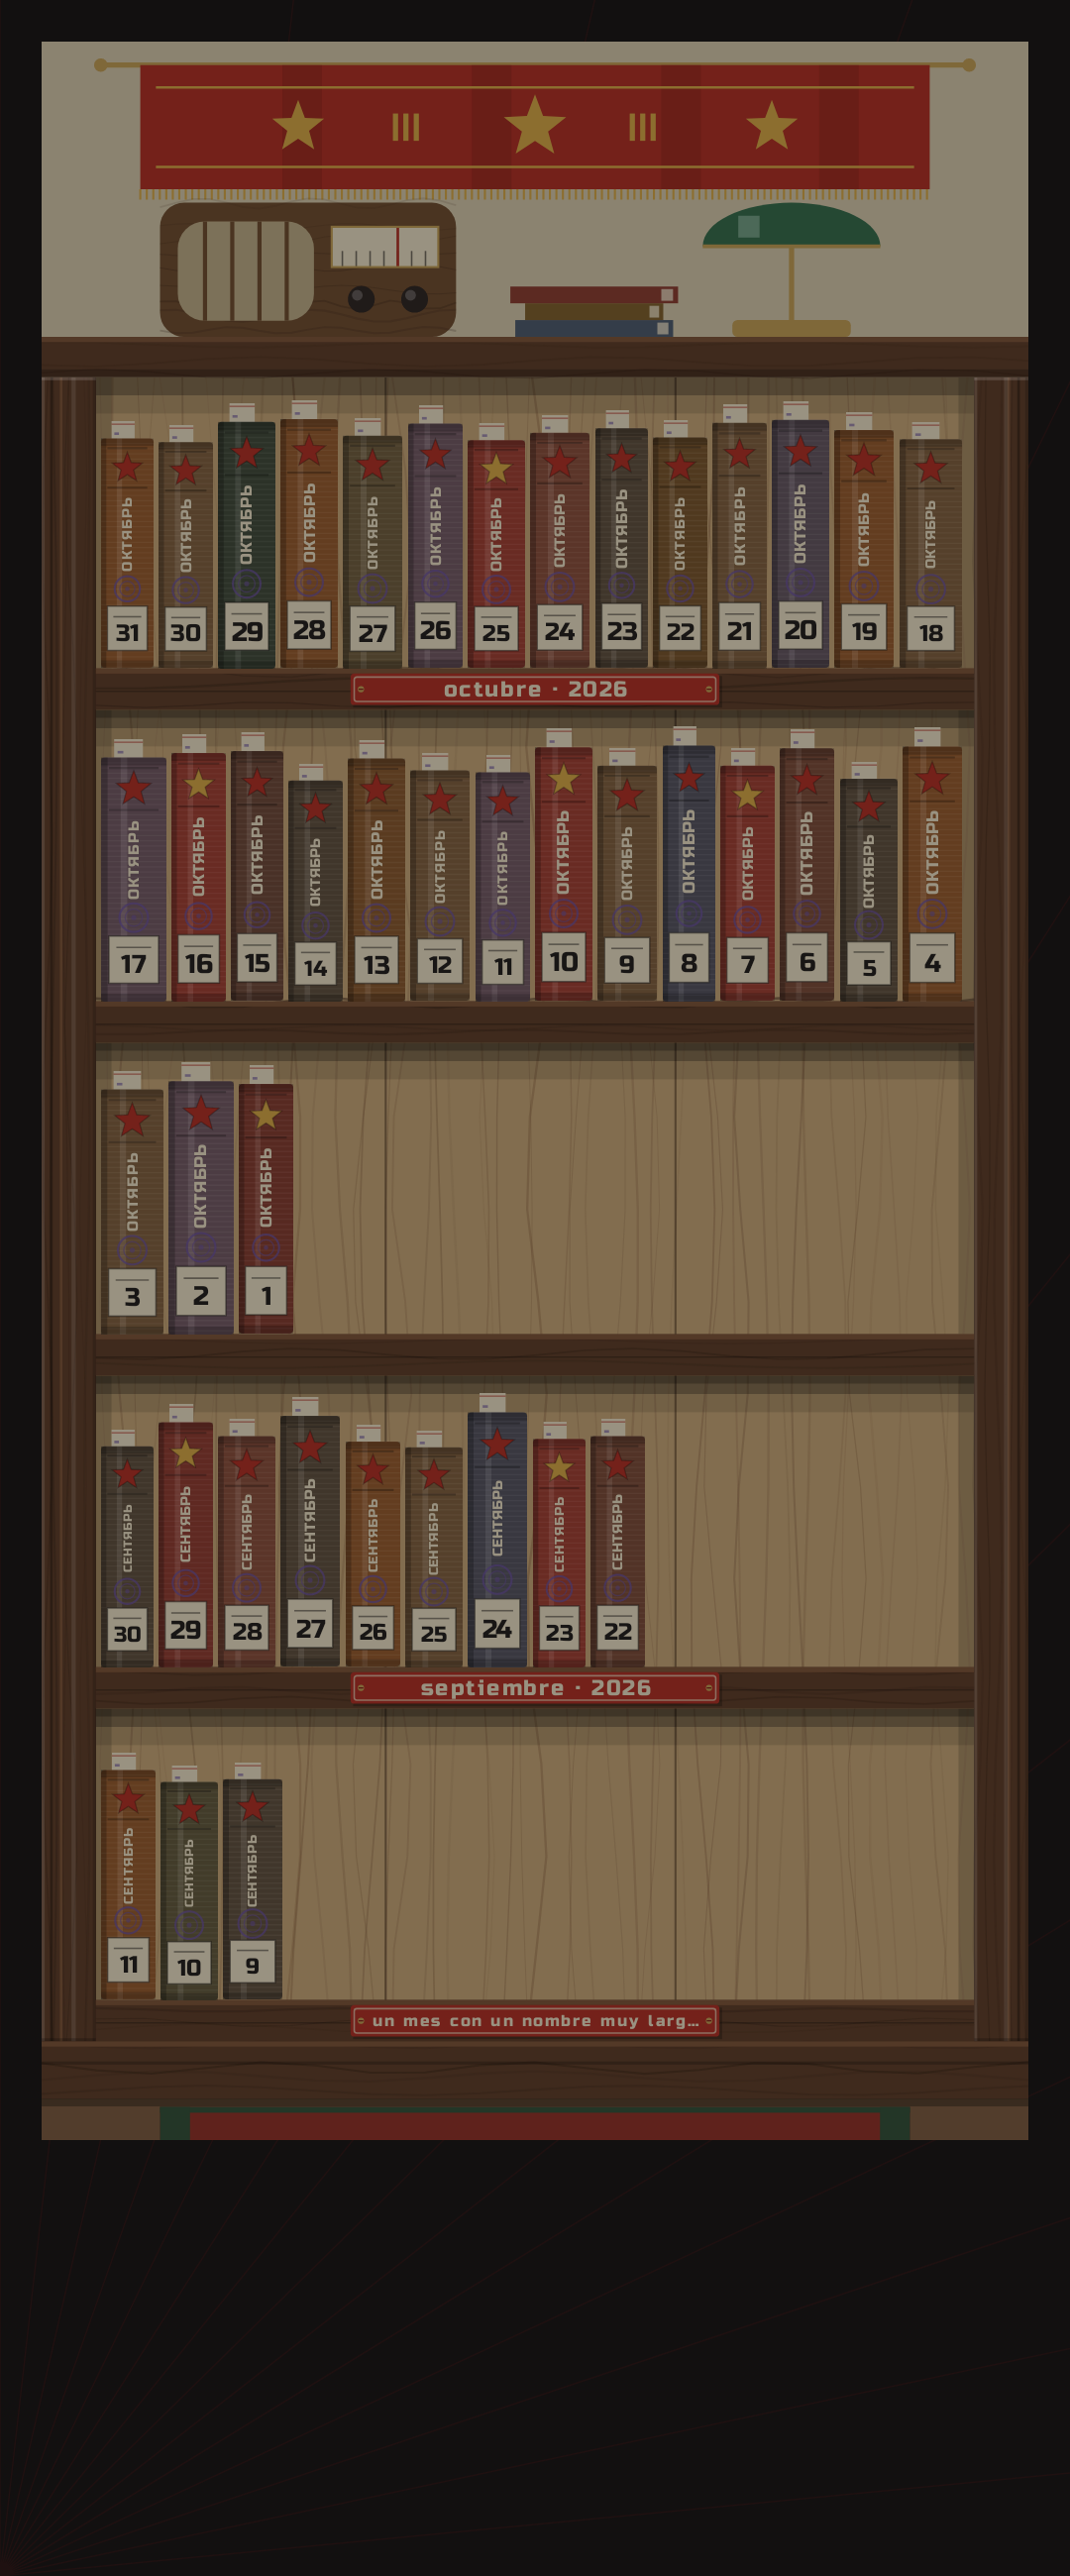 ОКТЯБРЬ ОКТЯБРЬ ОКТЯБРЬ ОКТЯБРЬ ОКТЯБРЬ ОКТЯБРЬ ОКТЯБРЬ ОКТЯБРЬ ОКТЯБРЬ ОКТЯБРЬ ОКТЯБРЬ ОКТЯБРЬ ОКТЯБРЬ ОКТЯБРЬ
31 30 29 28 27 26 25 24 23 22 21 20 19 18
octubre · 2026
ОКТЯБРЬ ОКТЯБРЬ ОКТЯБРЬ ОКТЯБРЬ ОКТЯБРЬ ОКТЯБРЬ ОКТЯБРЬ ОКТЯБРЬ ОКТЯБРЬ ОКТЯБРЬ ОКТЯБРЬ ОКТЯБРЬ ОКТЯБРЬ ОКТЯБРЬ
17 16 15 14 13 12 11 10 9 8 7 6 5 4
ОКТЯБРЬ ОКТЯБРЬ ОКТЯБРЬ
3 2 1
СЕНТЯБРЬ СЕНТЯБРЬ СЕНТЯБРЬ СЕНТЯБРЬ СЕНТЯБРЬ СЕНТЯБРЬ СЕНТЯБРЬ СЕНТЯБРЬ СЕНТЯБРЬ
30 29 28 27 26 25 24 23 22
septiembre · 2026
СЕНТЯБРЬ СЕНТЯБРЬ СЕНТЯБРЬ
11 10 9
un mes con un nombre muy larg…